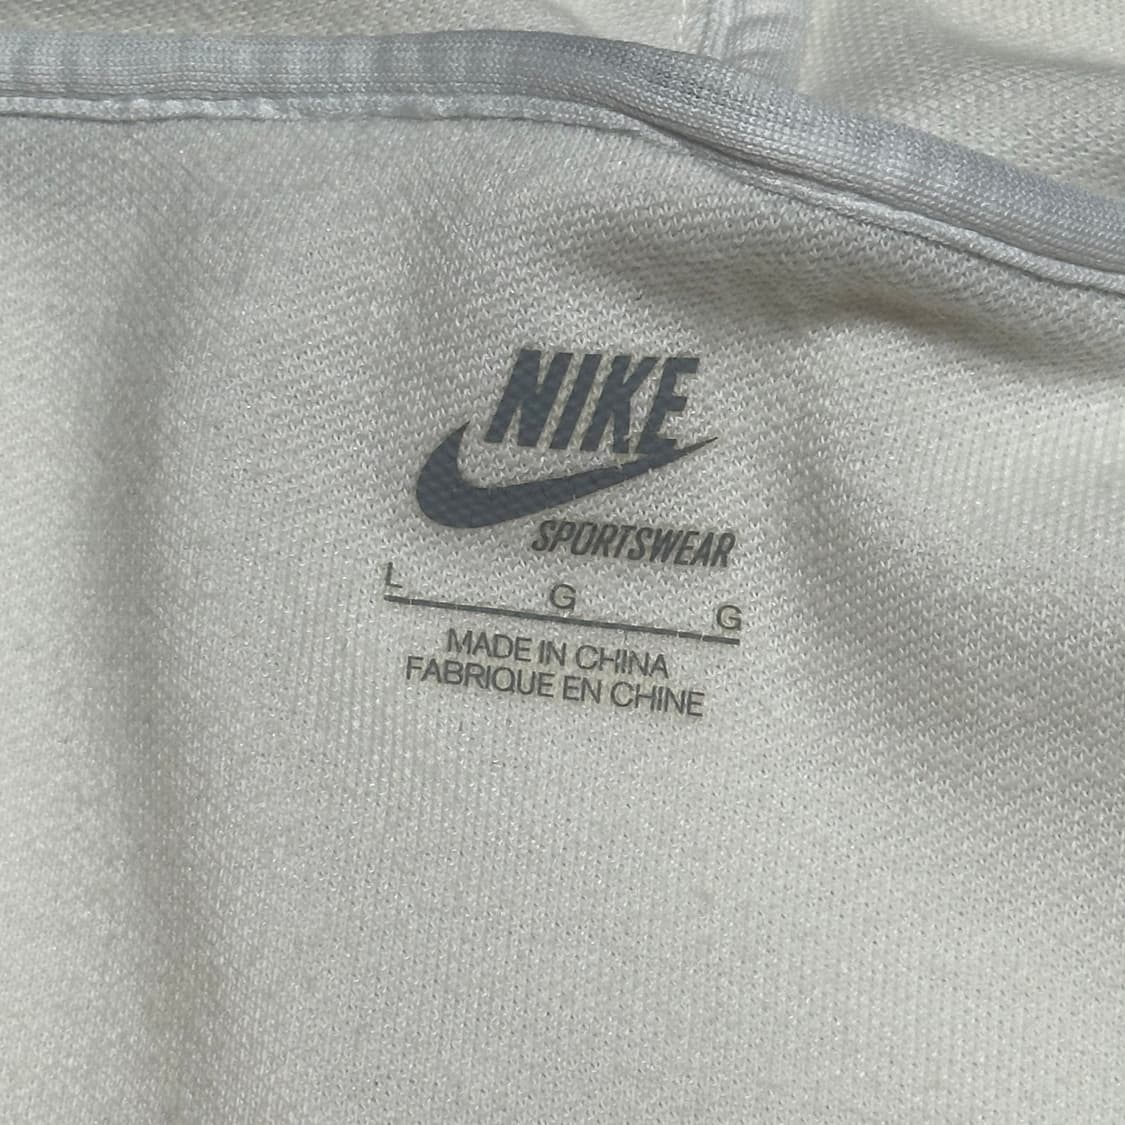 NIKE
SPORTSWEAR
L G G
MADE IN CHINA
FABRIQUE EN CHINE